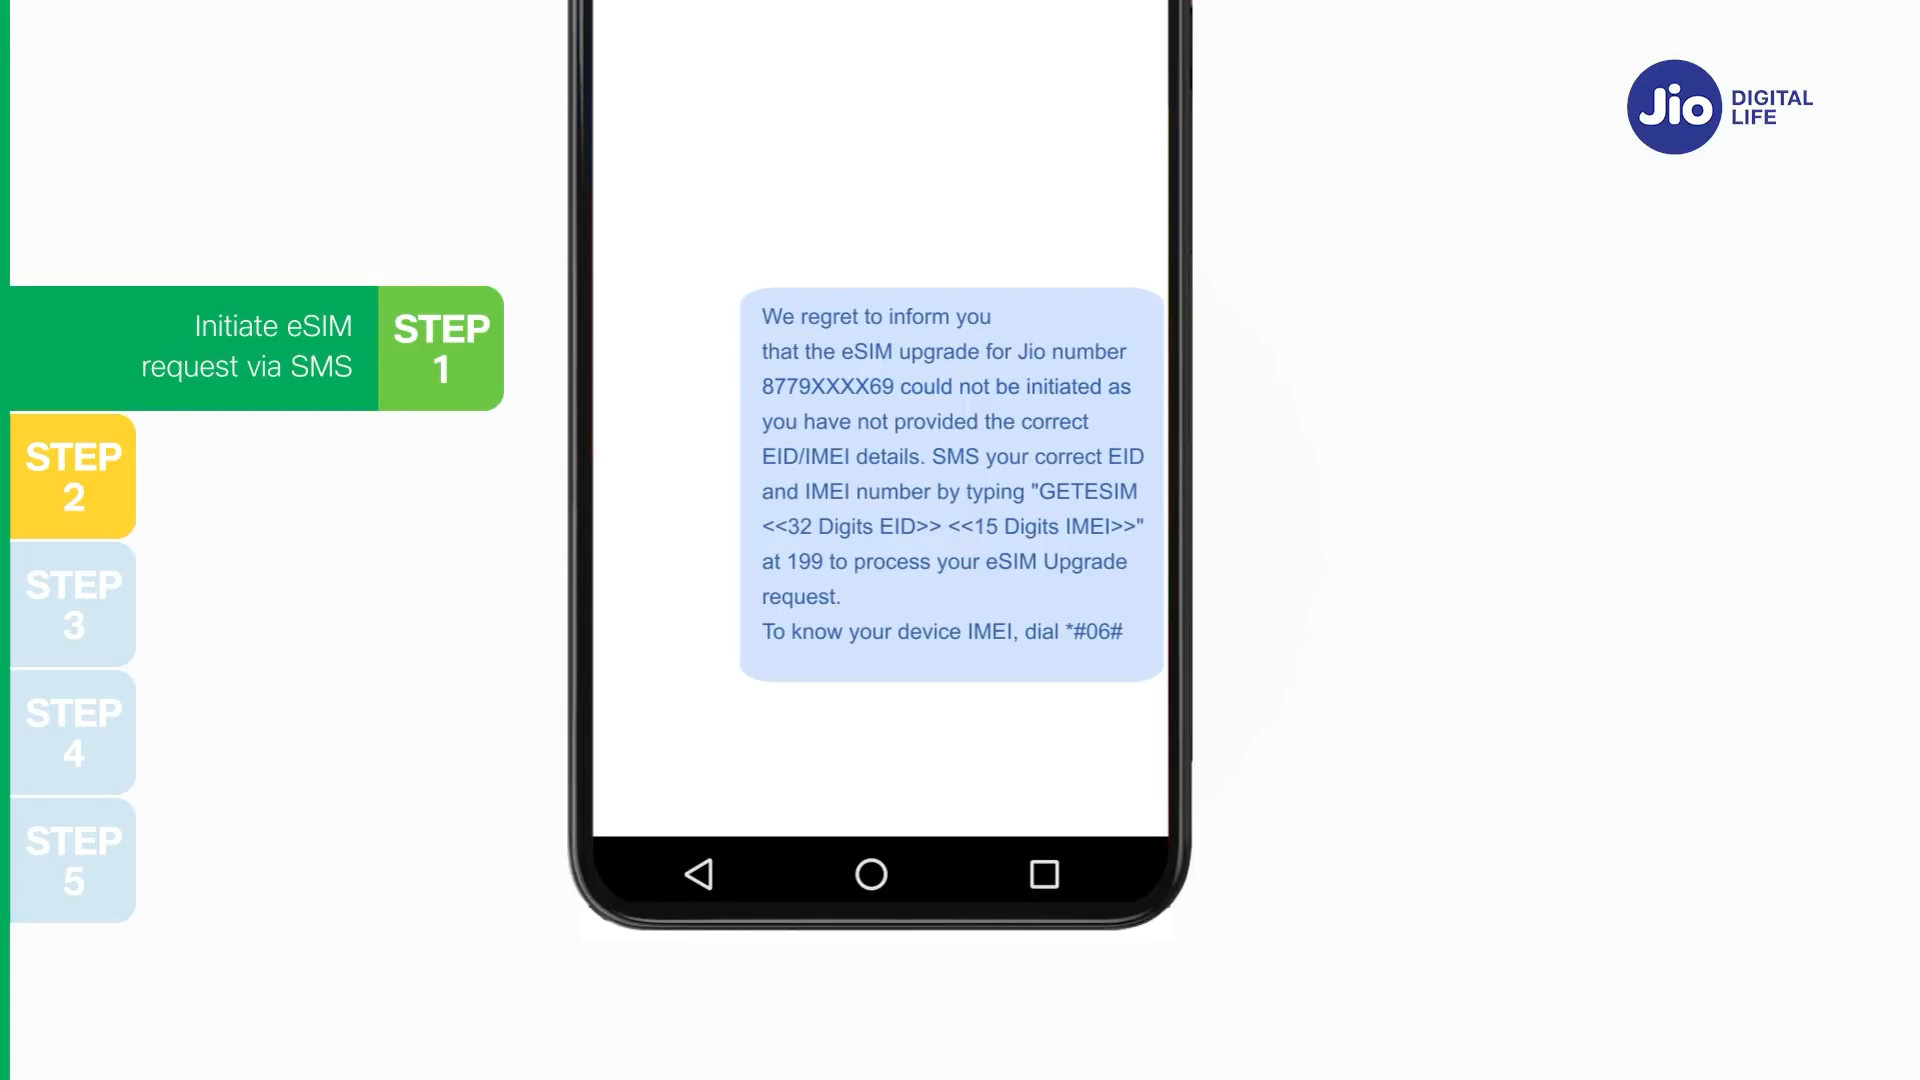 Jio DIGITAL
LIFE
Initiate eSIM
request via SMS
STEP
1
STEP
2
STEP
3
STEP
4
STEP
5
We regret to inform you
that the eSIM upgrade for Jio number
8779XXXX69 could not be initiated as
you have not provided the correct
EID/IMEI details. SMS your correct EID
and IMEI number by typing "GETESIM
<<32 Digits EID>> <<15 Digits IMEI>>"
at 199 to process your eSIM Upgrade
request.
To know your device IMEI, dial *#06#